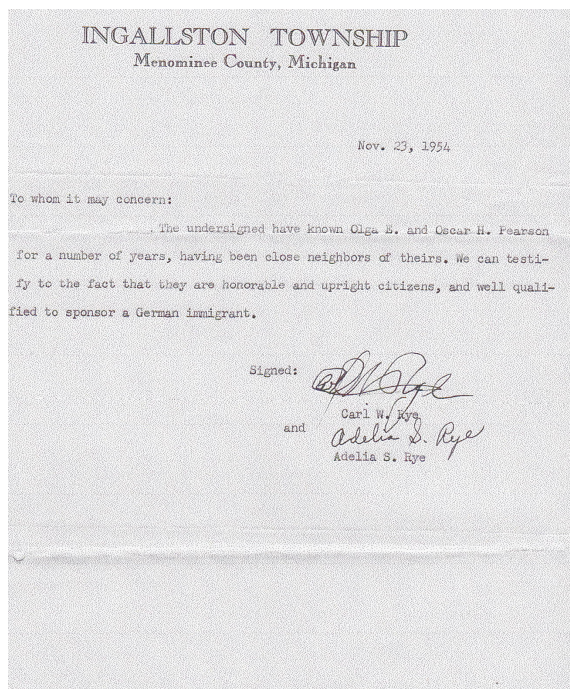 INGALLSTON TOWNSHIP
Menominee County, Michigan
Nov. 23, 1954
To whom it may concern:
The undersigned have known Olga E. and Oscar H. Pearson
for a number of years, having been close neighbors of theirs. We can testi-
fy to the fact that they are honorable and upright citizens, and well quali-
fied to sponsor a German immigrant.
Signed:
Carl W. Rye
Carl W. Rye
and
Adelia S. Rye
Adelia S. Rye